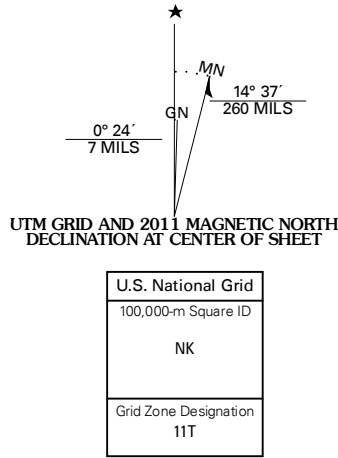 MN
GN
14° 37´
260 MILS
0° 24´
7 MILS
UTM GRID AND 2011 MAGNETIC NORTH
DECLINATION AT CENTER OF SHEET
U.S. National Grid
100,000-m Square ID
NK
Grid Zone Designation
11T